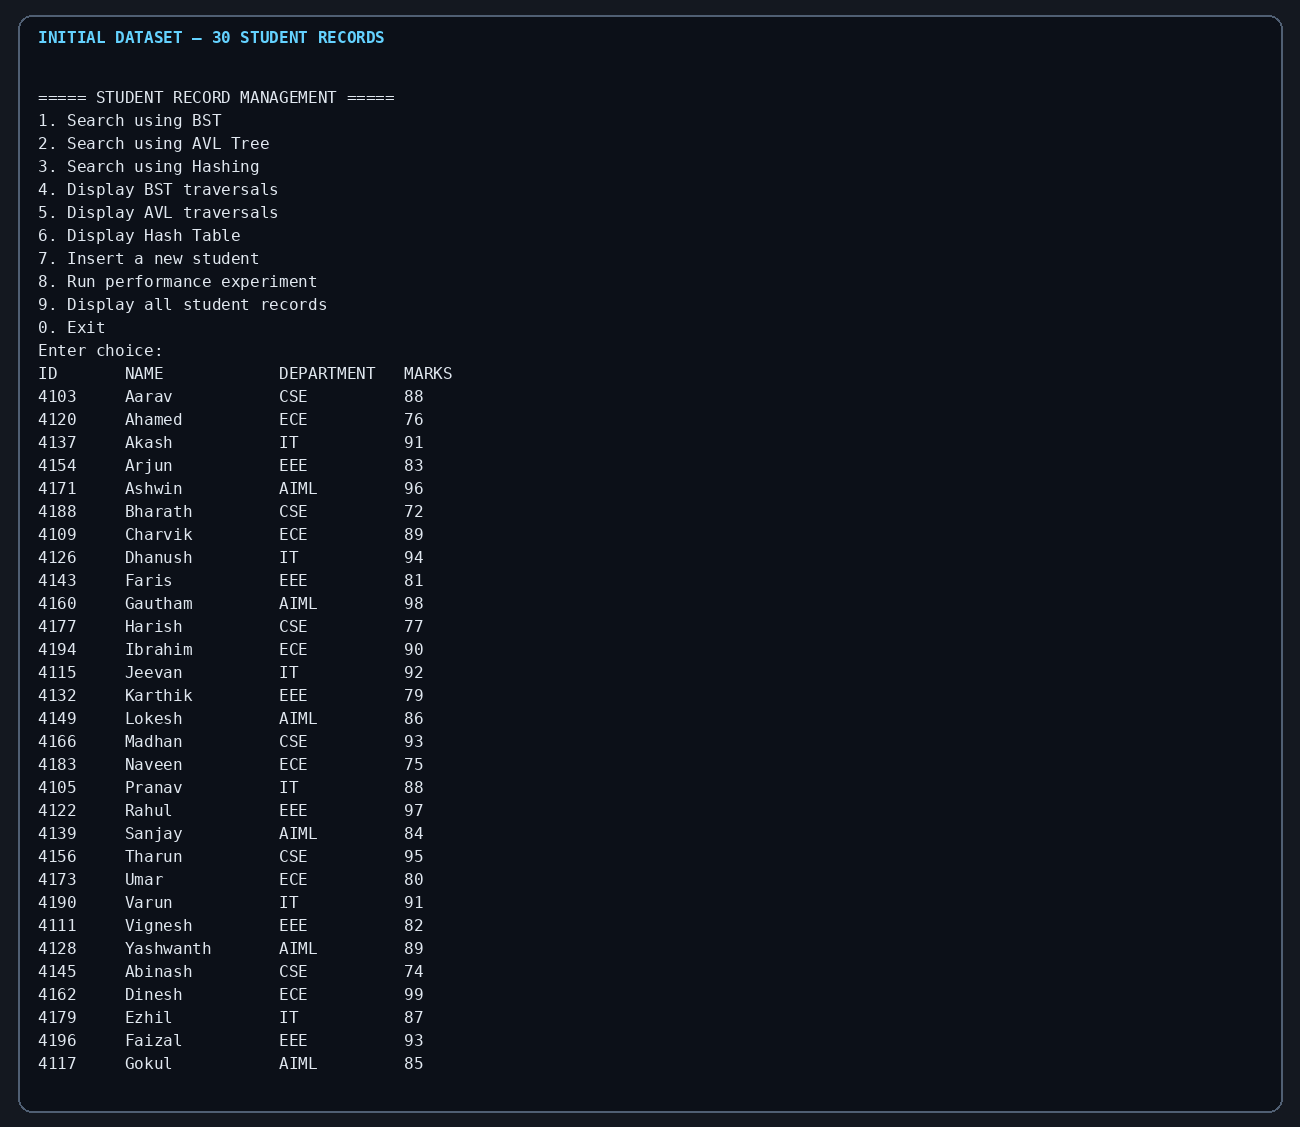 INITIAL DATASET — 30 STUDENT RECORDS
===== STUDENT RECORD MANAGEMENT =====
1. Search using BST
2. Search using AVL Tree
3. Search using Hashing
4. Display BST traversals
5. Display AVL traversals
6. Display Hash Table
7. Insert a new student
8. Run performance experiment
9. Display all student records
0. Exit
Enter choice:
ID       NAME            DEPARTMENT   MARKS
4103     Aarav           CSE          88
4120     Ahamed          ECE          76
4137     Akash           IT           91
4154     Arjun           EEE          83
4171     Ashwin          AIML         96
4188     Bharath         CSE          72
4109     Charvik         ECE          89
4126     Dhanush         IT           94
4143     Faris           EEE          81
4160     Gautham         AIML         98
4177     Harish          CSE          77
4194     Ibrahim         ECE          90
4115     Jeevan          IT           92
4132     Karthik         EEE          79
4149     Lokesh          AIML         86
4166     Madhan          CSE          93
4183     Naveen          ECE          75
4105     Pranav          IT           88
4122     Rahul           EEE          97
4139     Sanjay          AIML         84
4156     Tharun          CSE          95
4173     Umar            ECE          80
4190     Varun           IT           91
4111     Vignesh         EEE          82
4128     Yashwanth       AIML         89
4145     Abinash         CSE          74
4162     Dinesh          ECE          99
4179     Ezhil           IT           87
4196     Faizal          EEE          93
4117     Gokul           AIML         85